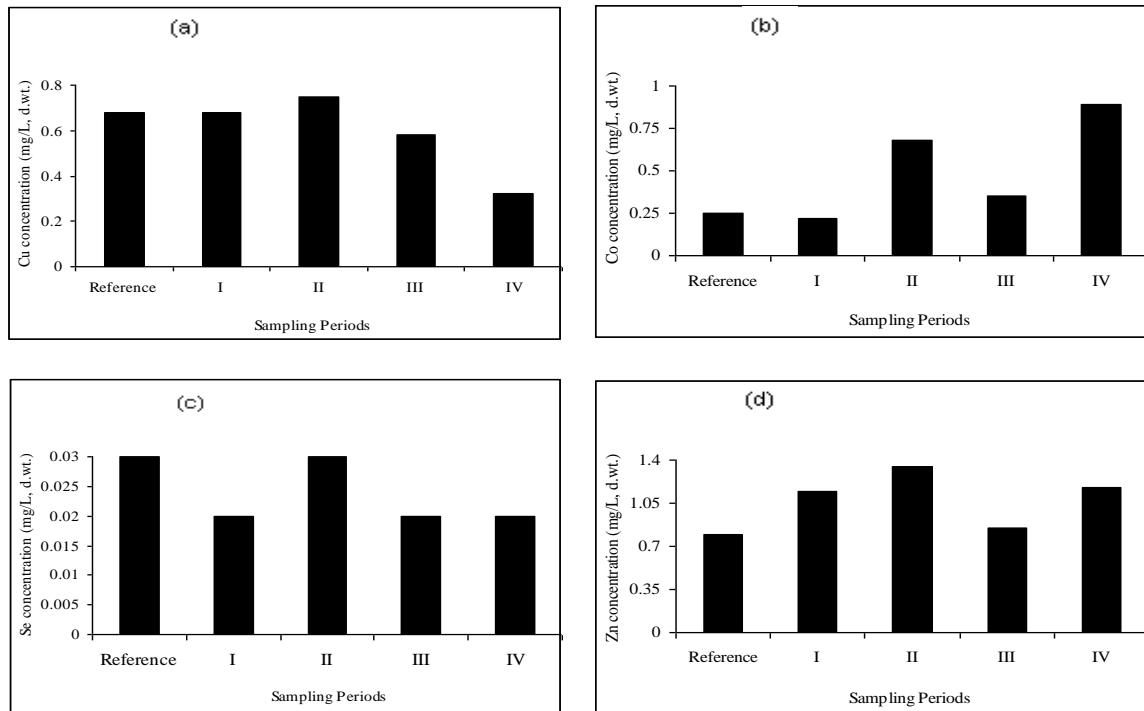 (a)
Cu concentration (mg/L, d.wt.)
0.8
0.6
0.4
0.2
0
Reference I II III IV
Sampling Periods
(b)
Co concentration (mg/L, d.wt.)
1
0.75
0.5
0.25
0
Reference I II III IV
Sampling Periods
(c)
Se concentration (mg/L, d.wt.)
0.03
0.025
0.02
0.015
0.01
0.005
0
Reference I II III IV
Sampling Periods
(d)
Zn concentration (mg/L, d.wt.)
1.4
1.05
0.7
0.35
0
Reference I II III IV
Sampling Periods